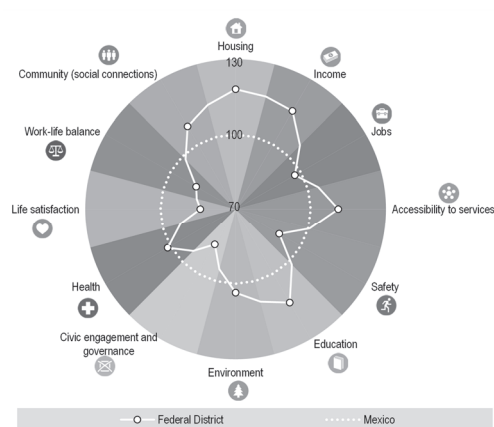 Housing
130
Income
Community (social connections)
Jobs
100
Work-life balance
Life satisfaction
70
Accessibility to services
Health
Safety
Civic engagement and
governance
Education
Environment
Federal District
Mexico